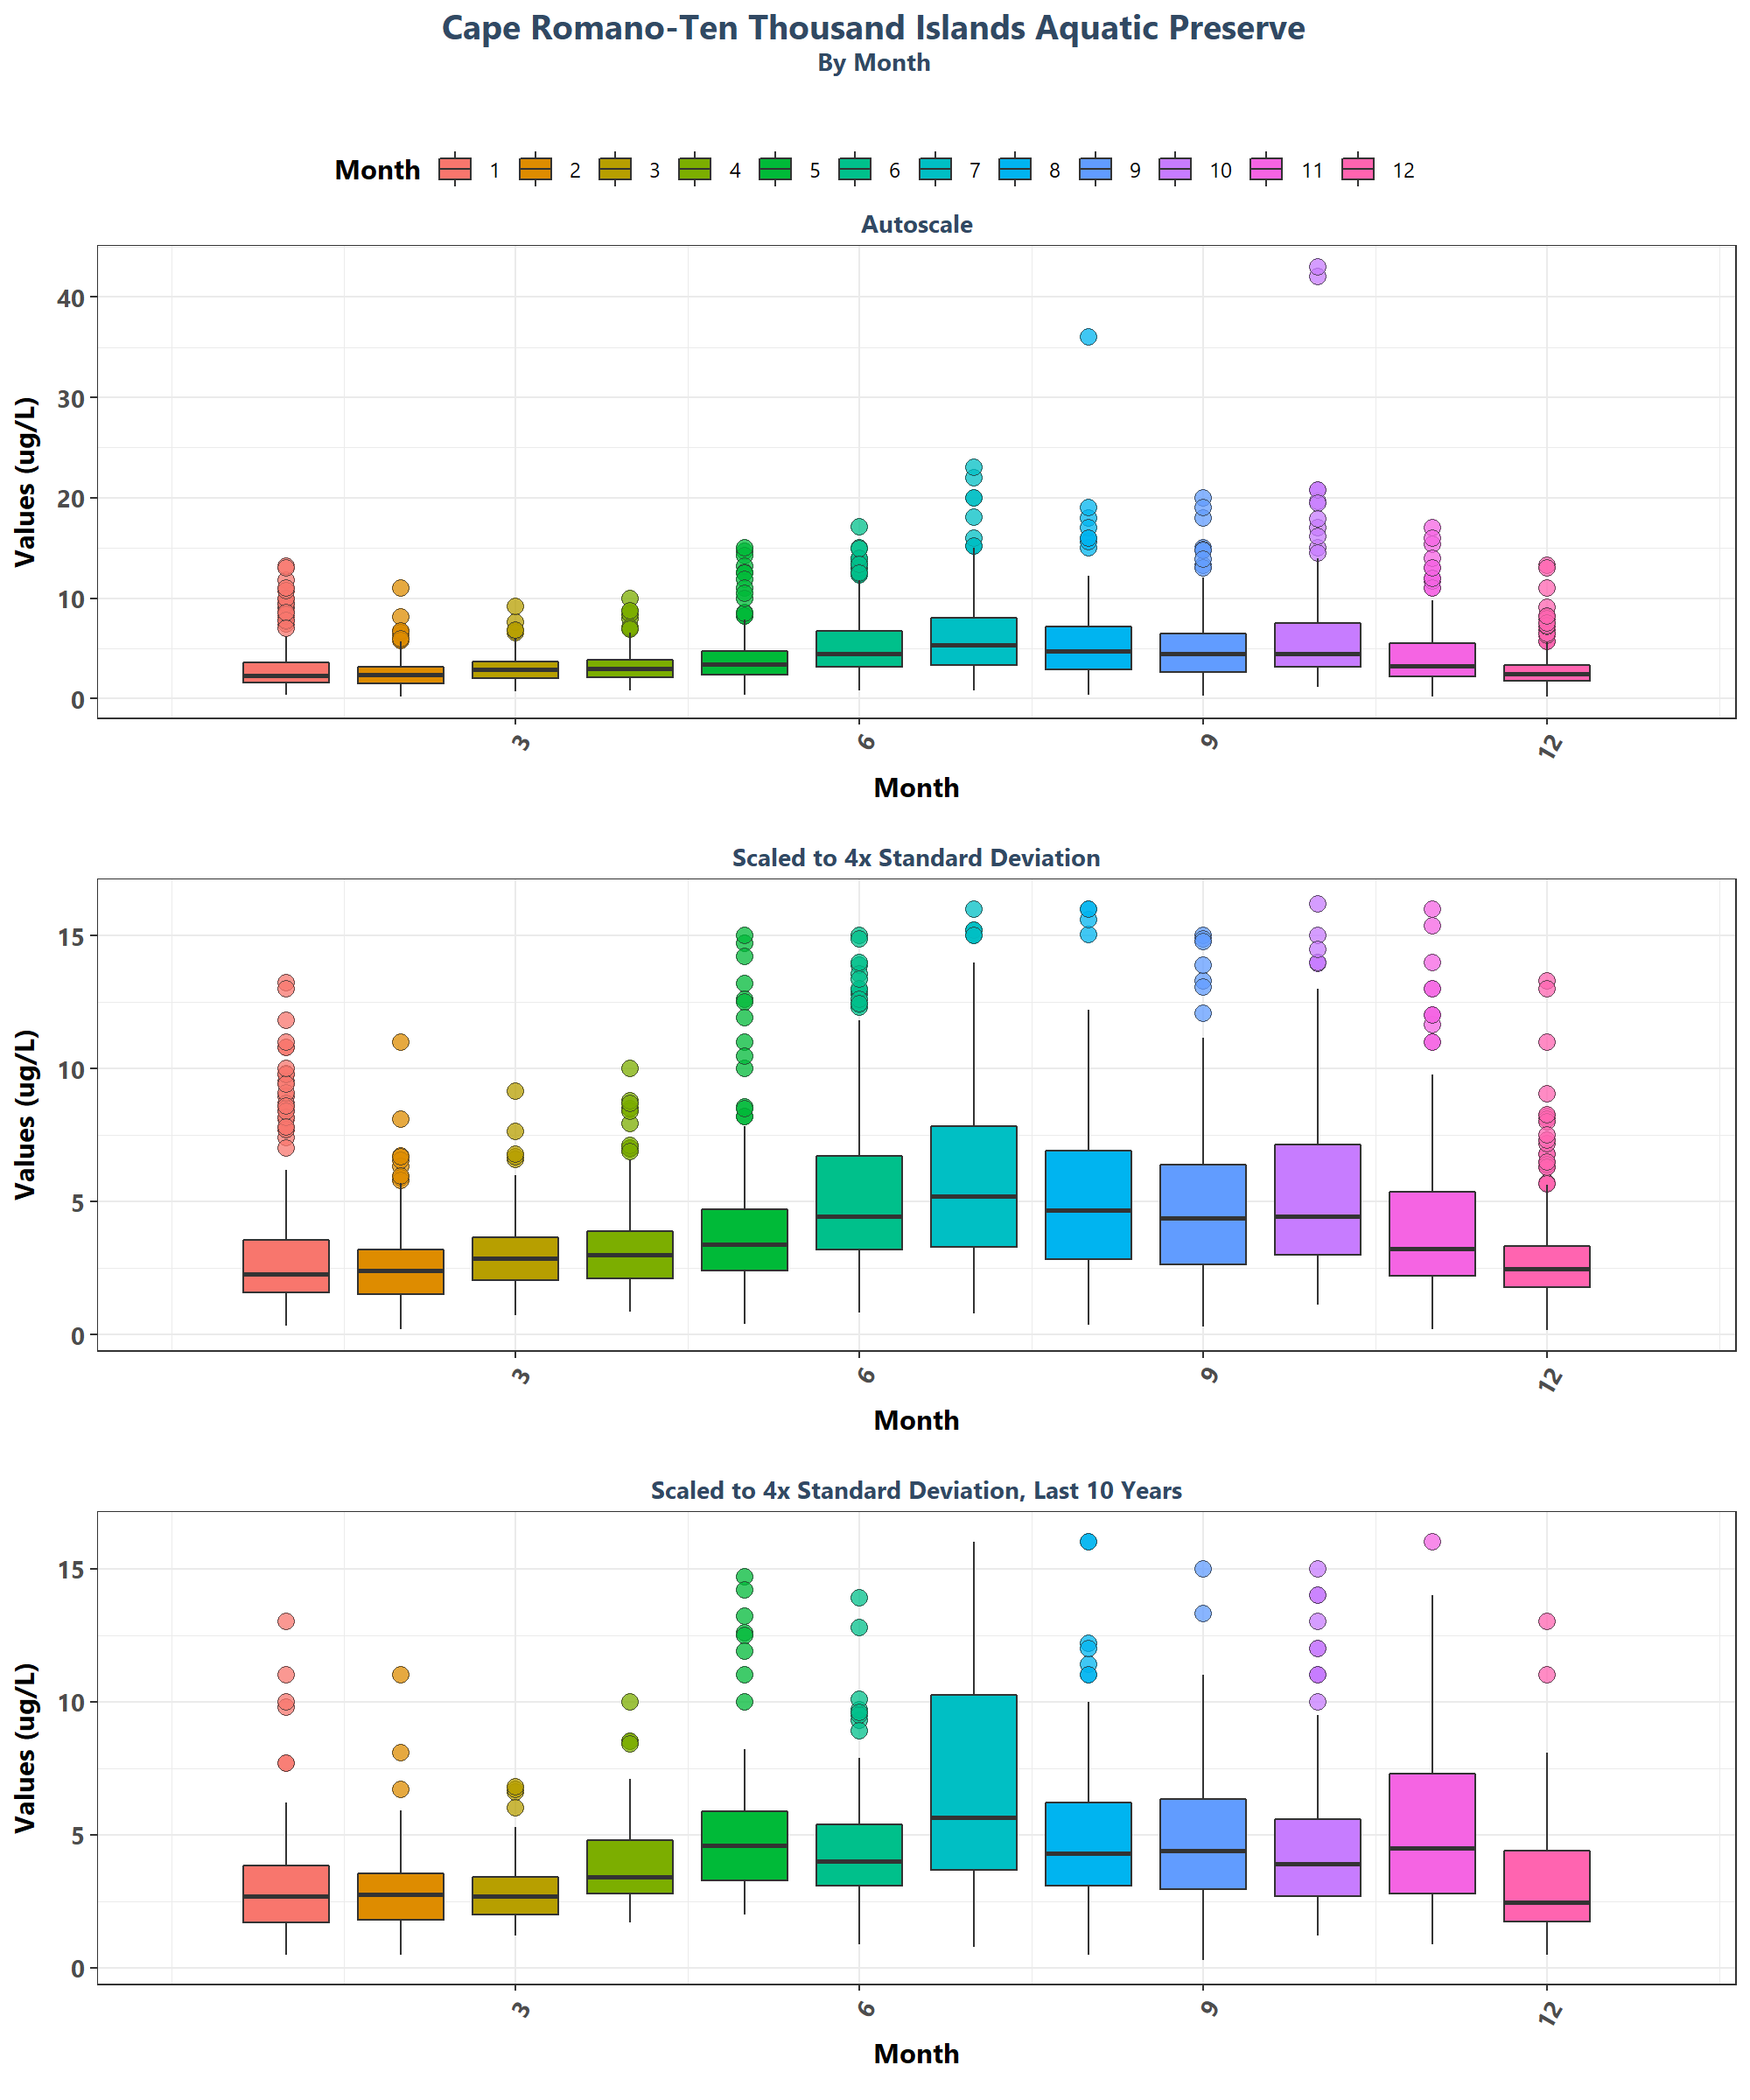 Cape Romano-Ten Thousand Islands Aquatic Preserve
By Month
Month 1 2 3 4 5 6 7 8 9 10 11 12
Autoscale
Values (ug/L)
40
30
20
10
0
3 6 9 12
Month
Scaled to 4x Standard Deviation
Values (ug/L)
15
10
5
0
3 6 9 12
Month
Scaled to 4x Standard Deviation, Last 10 Years
Values (ug/L)
15
10
5
0
3 6 9 12
Month